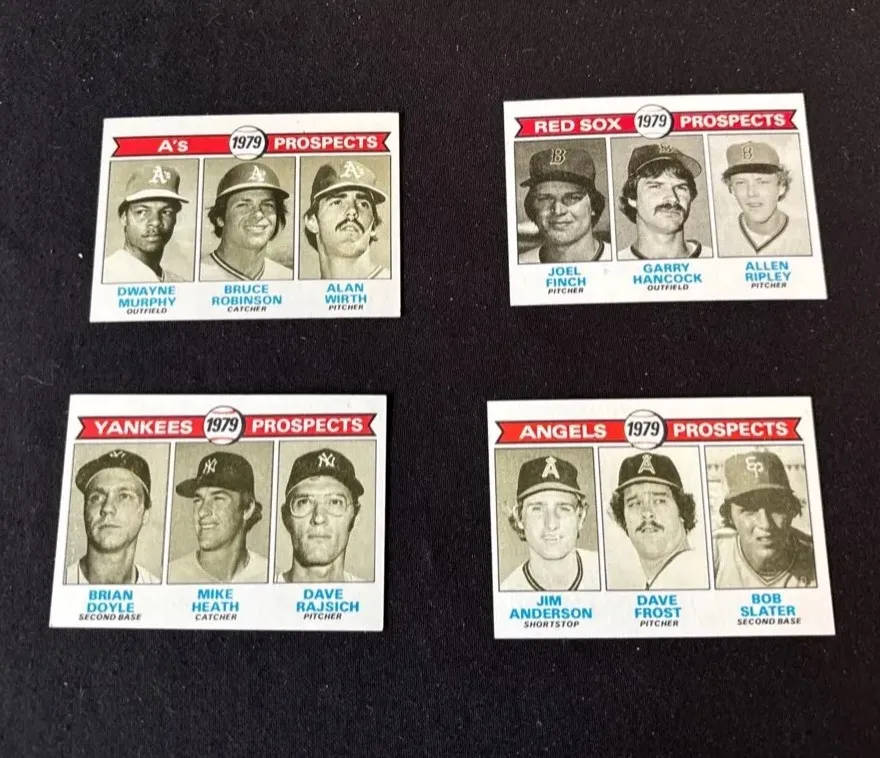 A's 1979 PROSPECTS
DWAYNE MURPHY
OUTFIELD
BRUCE ROBINSON
CATCHER
ALAN WIRTH
PITCHER
RED SOX 1979 PROSPECTS
JOEL FINCH
PITCHER
GARRY HANCOCK
OUTFIELD
ALLEN RIPLEY
PITCHER
YANKEES 1979 PROSPECTS
BRIAN DOYLE
SECOND BASE
MIKE HEATH
CATCHER
DAVE RAJSICH
PITCHER
ANGELS 1979 PROSPECTS
JIM ANDERSON
SHORTSTOP
DAVE FROST
PITCHER
BOB SLATER
SECOND BASE